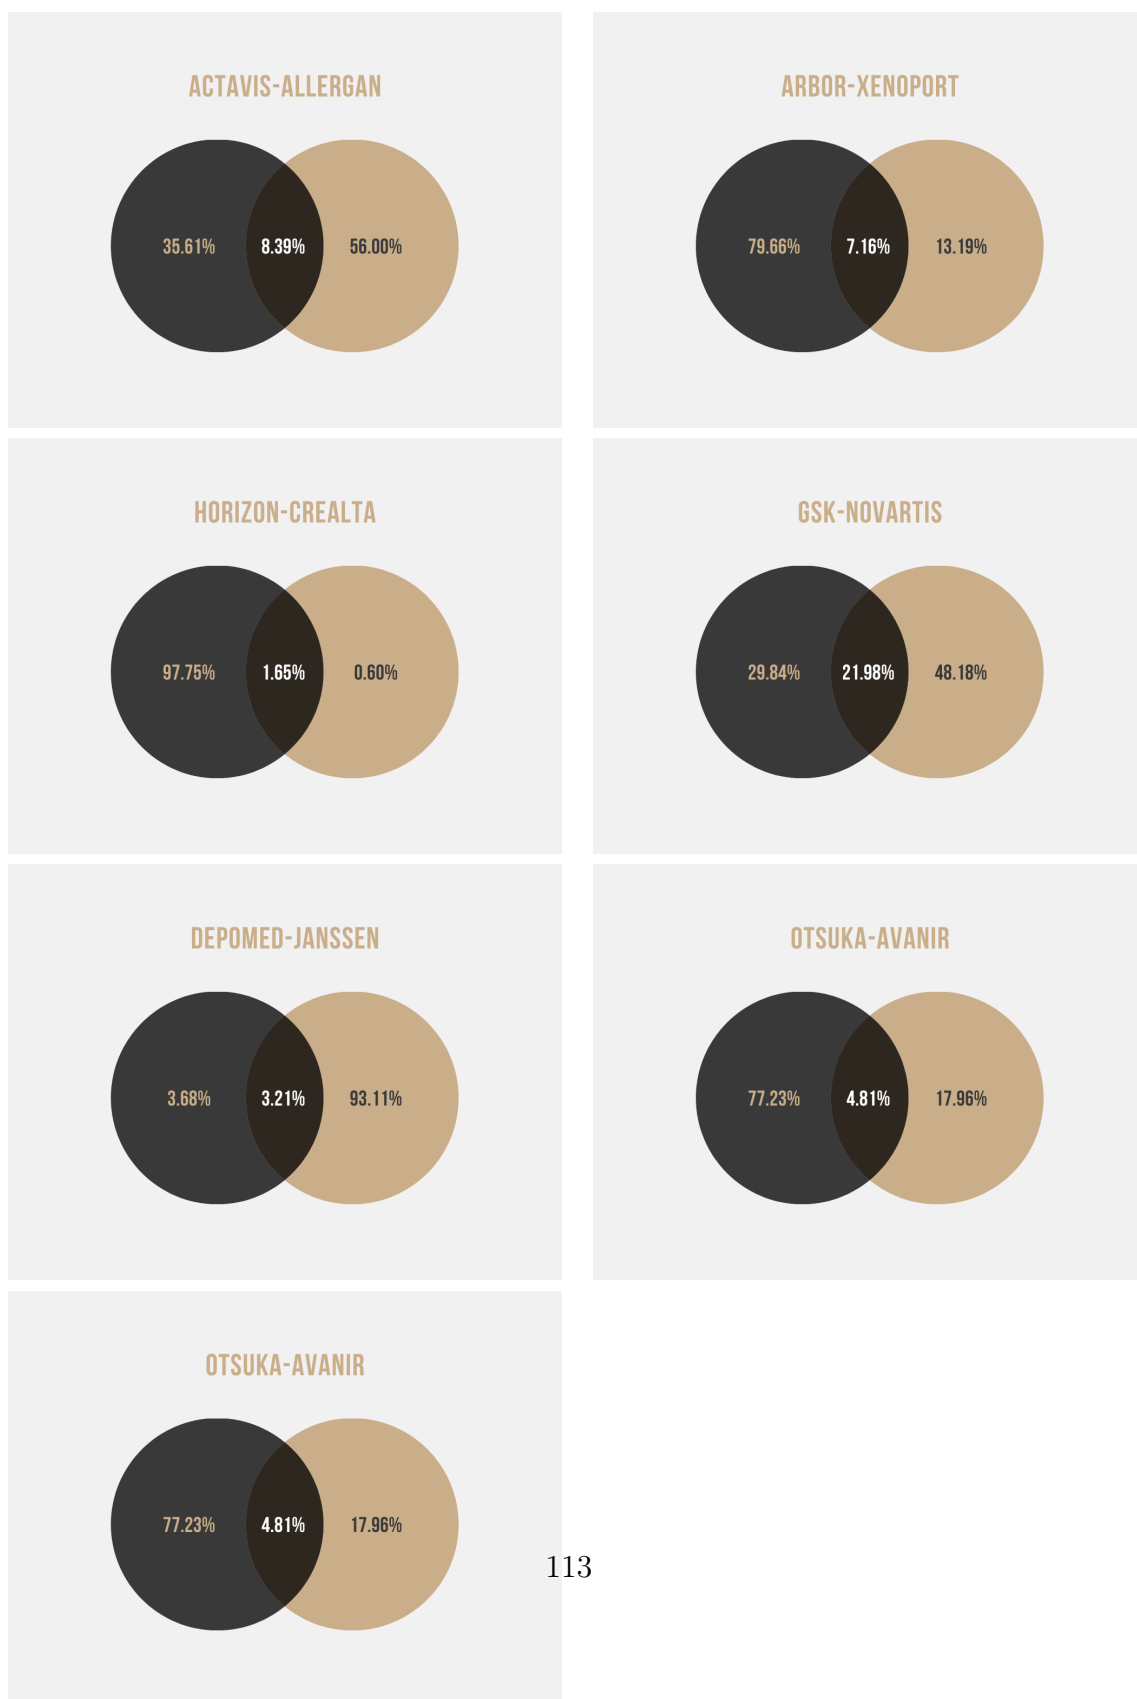 ACTAVIS-ALLERGAN
35.61% 8.39% 56.00%
ARBOR-XENOPORT
79.66% 7.16% 13.19%
HORIZON-CREALTA
97.75% 1.65% 0.60%
GSK-NOVARTIS
29.84% 21.98% 48.18%
DEPOMED-JANSSEN
3.68% 3.21% 93.11%
OTSUKA-AVANIR
77.23% 4.81% 17.96%
OTSUKA-AVANIR
77.23% 4.81% 17.96%
113